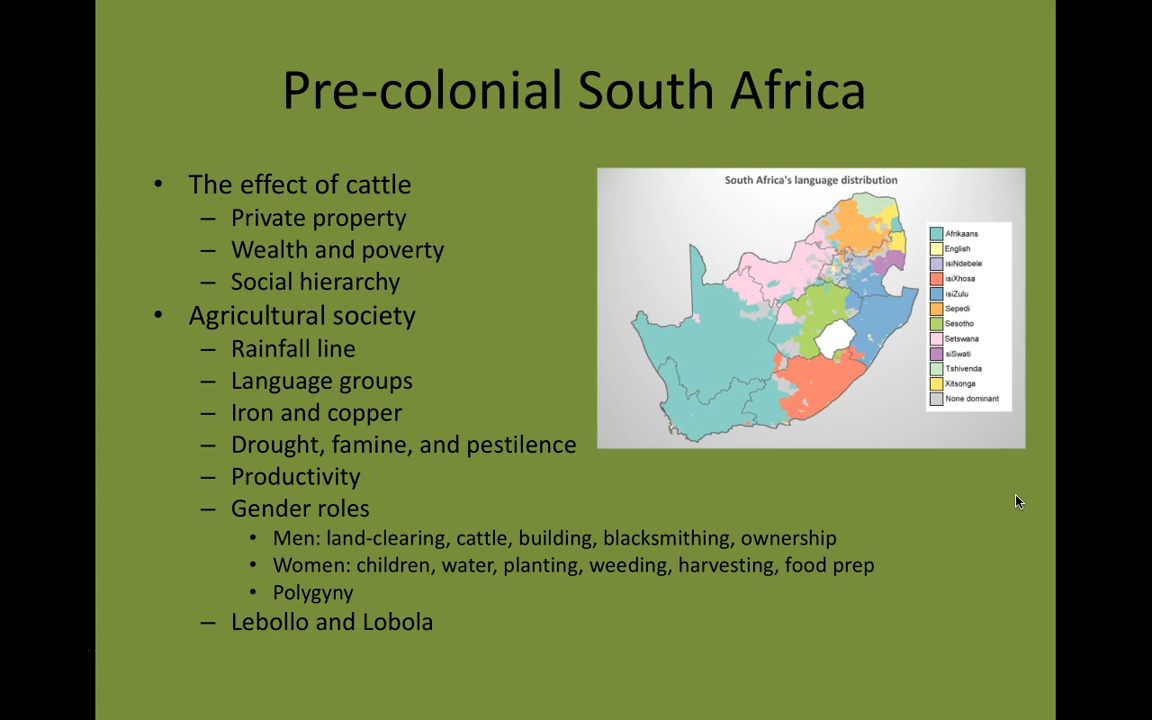 Pre-colonial South Africa
• The effect of cattle
– Private property
– Wealth and poverty
– Social hierarchy
• Agricultural society
– Rainfall line
– Language groups
– Iron and copper
– Drought, famine, and pestilence
– Productivity
– Gender roles
• Men: land-clearing, cattle, building, blacksmithing, ownership
• Women: children, water, planting, weeding, harvesting, food prep
• Polygyny
– Lebollo and Lobola
South Africa's language distribution
Afrikaans
English
isiNdebele
isiXhosa
isiZulu
Sepedi
Sesotho
Setswana
siSwati
Tshivenda
Xitsonga
None dominant